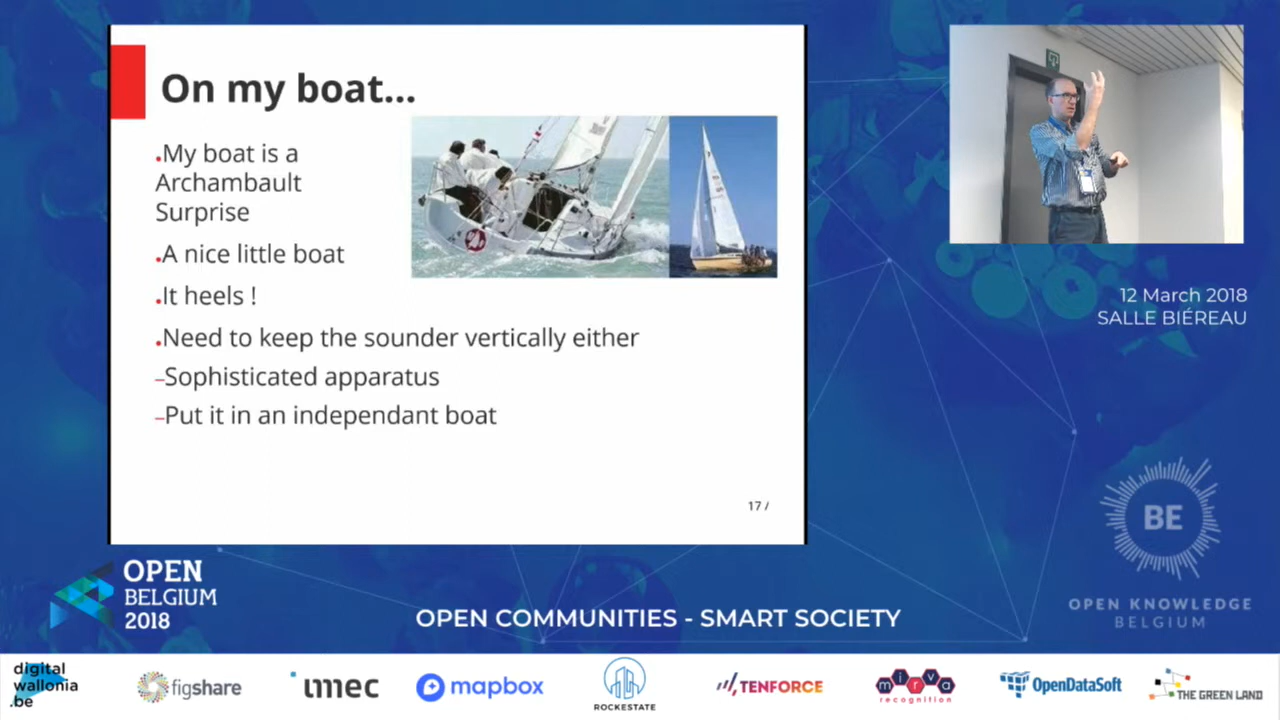 On my boat...
.My boat is a
Archambault
Surprise
.A nice little boat
.It heels !
.Need to keep the sounder vertically either
–Sophisticated apparatus
–Put it in an independant boat
17 /
12 March 2018
SALLE BIÉREAU
BE
OPEN KNOWLEDGE
BELGIUM
OPEN
BELGIUM
2018
OPEN COMMUNITIES - SMART SOCIETY
digital
wallonia
.be
figshare
imec
mapbox
ROCKESTATE
TENFORCE
mirva
recognition
OpenDataSoft
THE GREEN LAND